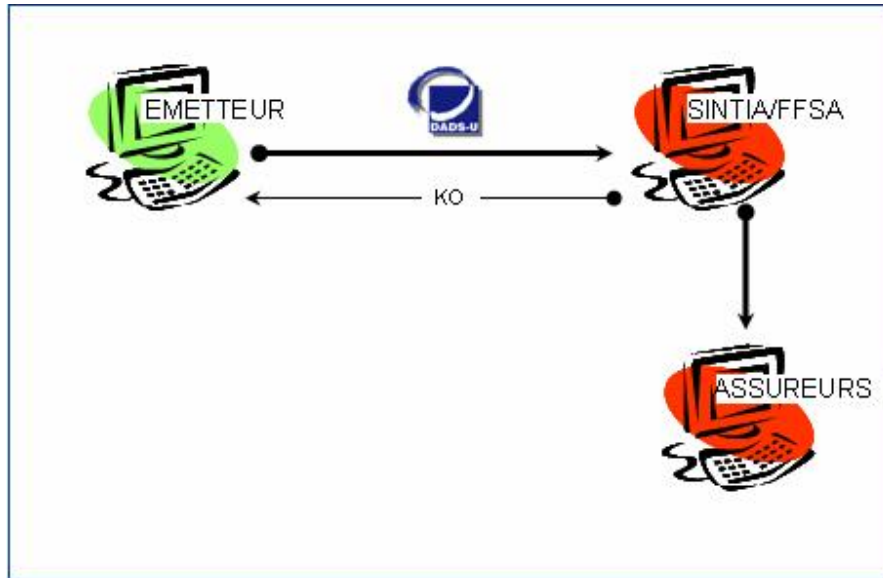 EMETTEUR
DADS-U
SINTIA/FFSA
KO
ASSUREURS